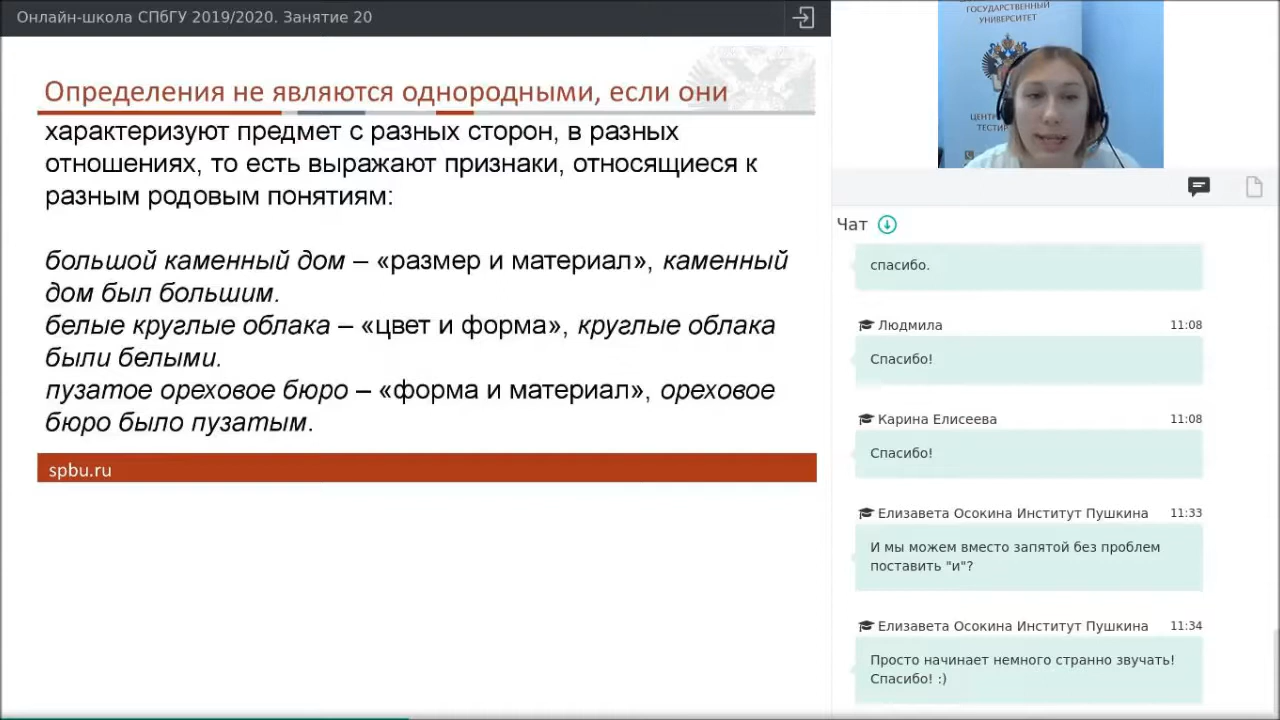 Онлайн-школа СПбГУ 2019/2020. Занятие 20
Определения не являются однородными, если они
характеризуют предмет с разных сторон, в разных
отношениях, то есть выражают признаки, относящиеся к
разным родовым понятиям:
большой каменный дом – «размер и материал», каменный
дом был большим.
белые круглые облака – «цвет и форма», круглые облака
были белыми.
пузатое ореховое бюро – «форма и материал», ореховое
бюро было пузатым.
spbu.ru
ГОСУДАРСТВЕННЫЙ
УНИВЕРСИТЕТ
Чат
спасибо.
Людмила 11:08
Спасибо!
Карина Елисеева 11:08
Спасибо!
Елизавета Осокина Институт Пушкина 11:33
И мы можем вместо запятой без проблем
поставить "и"?
Елизавета Осокина Институт Пушкина 11:34
Просто начинает немного странно звучать!
Спасибо! :)